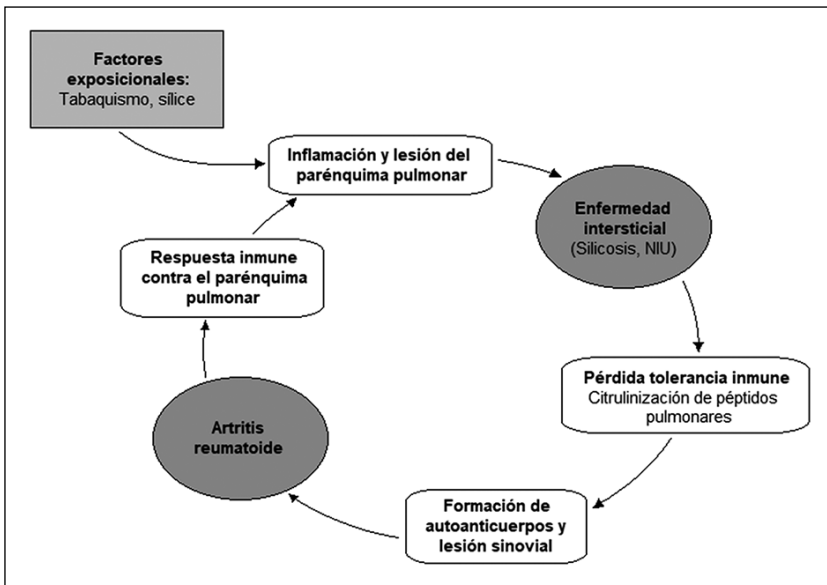 Factores
exposicionales:
Tabaquismo, sílice
Inflamación y lesión del
parénquima pulmonar
Enfermedad
intersticial
(Silicosis, NIU)
Pérdida tolerancia inmune
Citrulinización de péptidos
pulmonares
Formación de
autoanticuerpos y
lesión sinovial
Artritis
reumatoide
Respuesta inmune
contra el parénquima
pulmonar